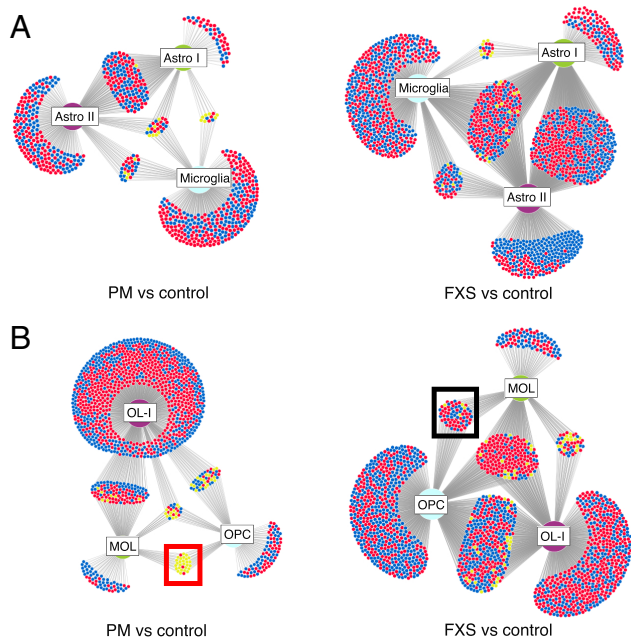 A
Astro I
Astro II
Microglia
PM vs control
Astro I
Microglia
Astro II
FXS vs control
B
OL-I
MOL
OPC
PM vs control
MOL
OPC
OL-I
FXS vs control